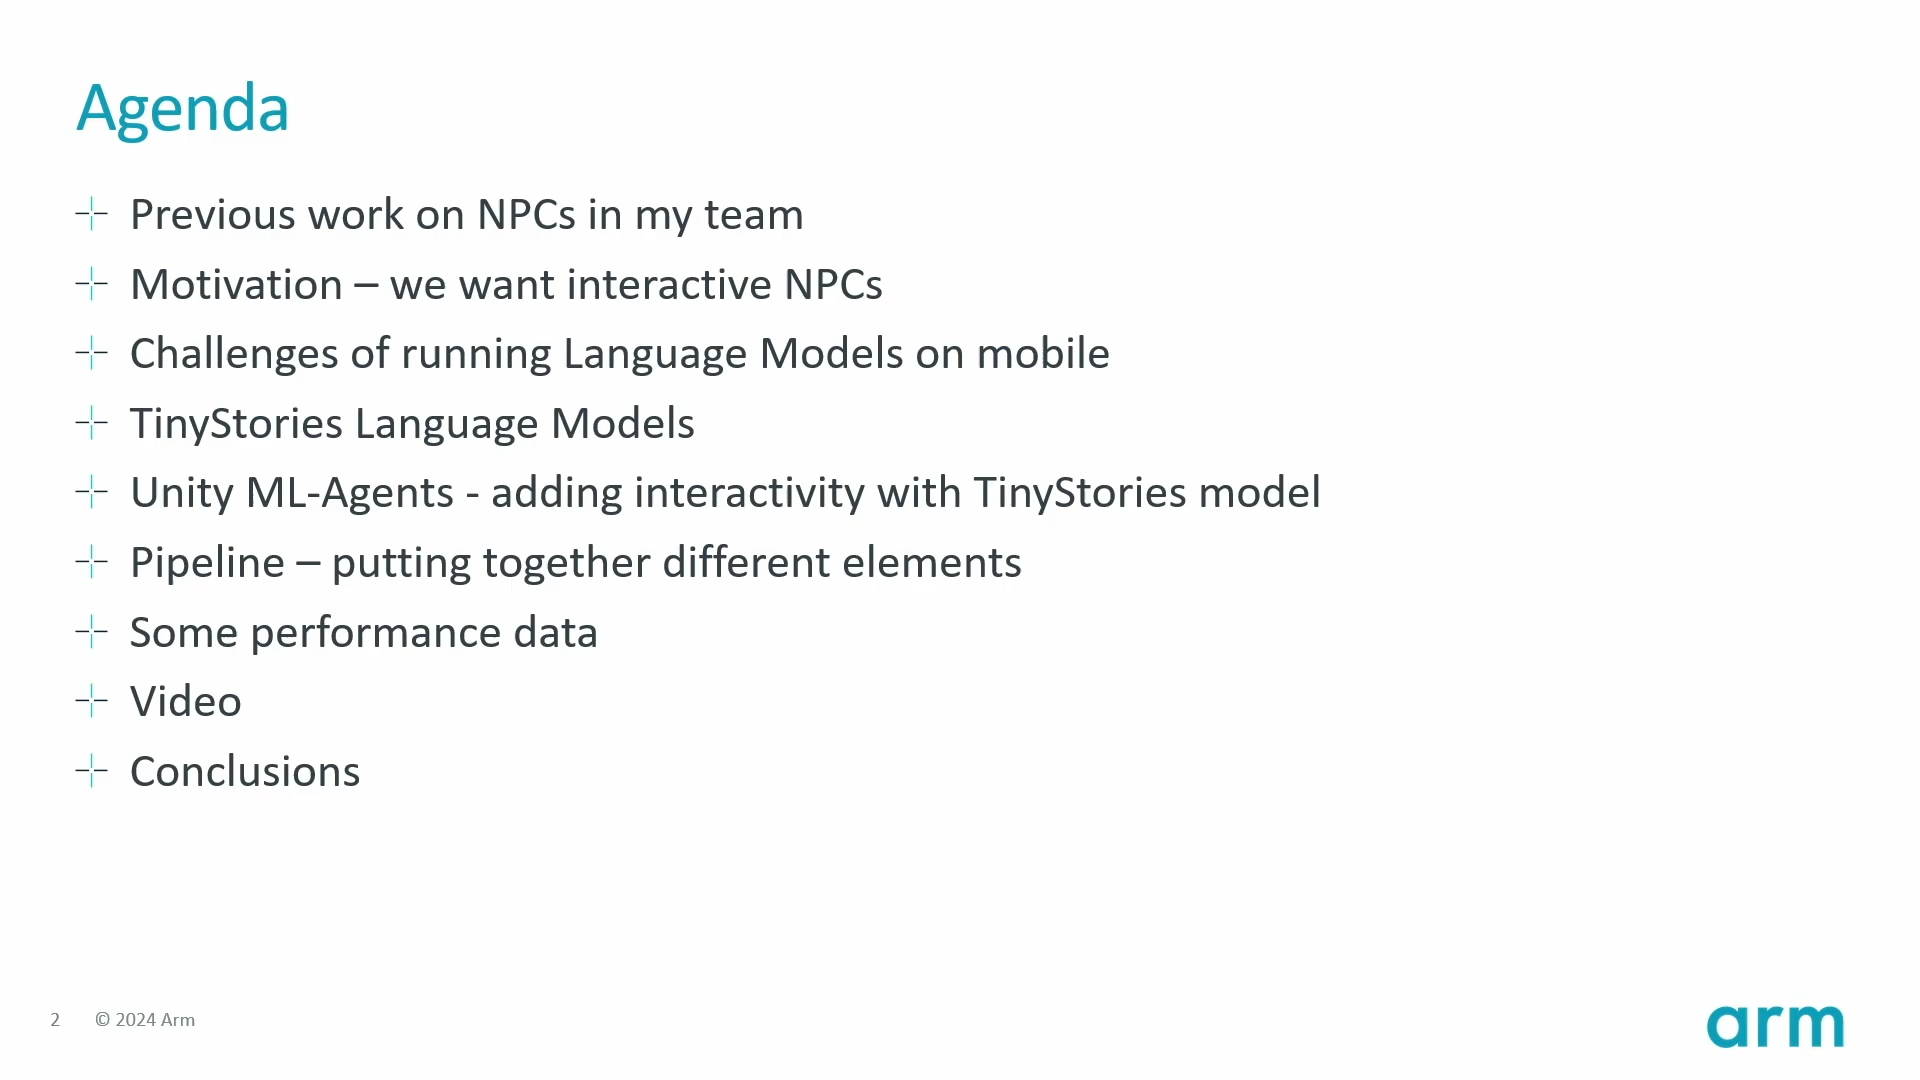 Agenda
Previous work on NPCs in my team
Motivation – we want interactive NPCs
Challenges of running Language Models on mobile
TinyStories Language Models
Unity ML-Agents - adding interactivity with TinyStories model
Pipeline – putting together different elements
Some performance data
Video
Conclusions
2 © 2024 Arm
arm